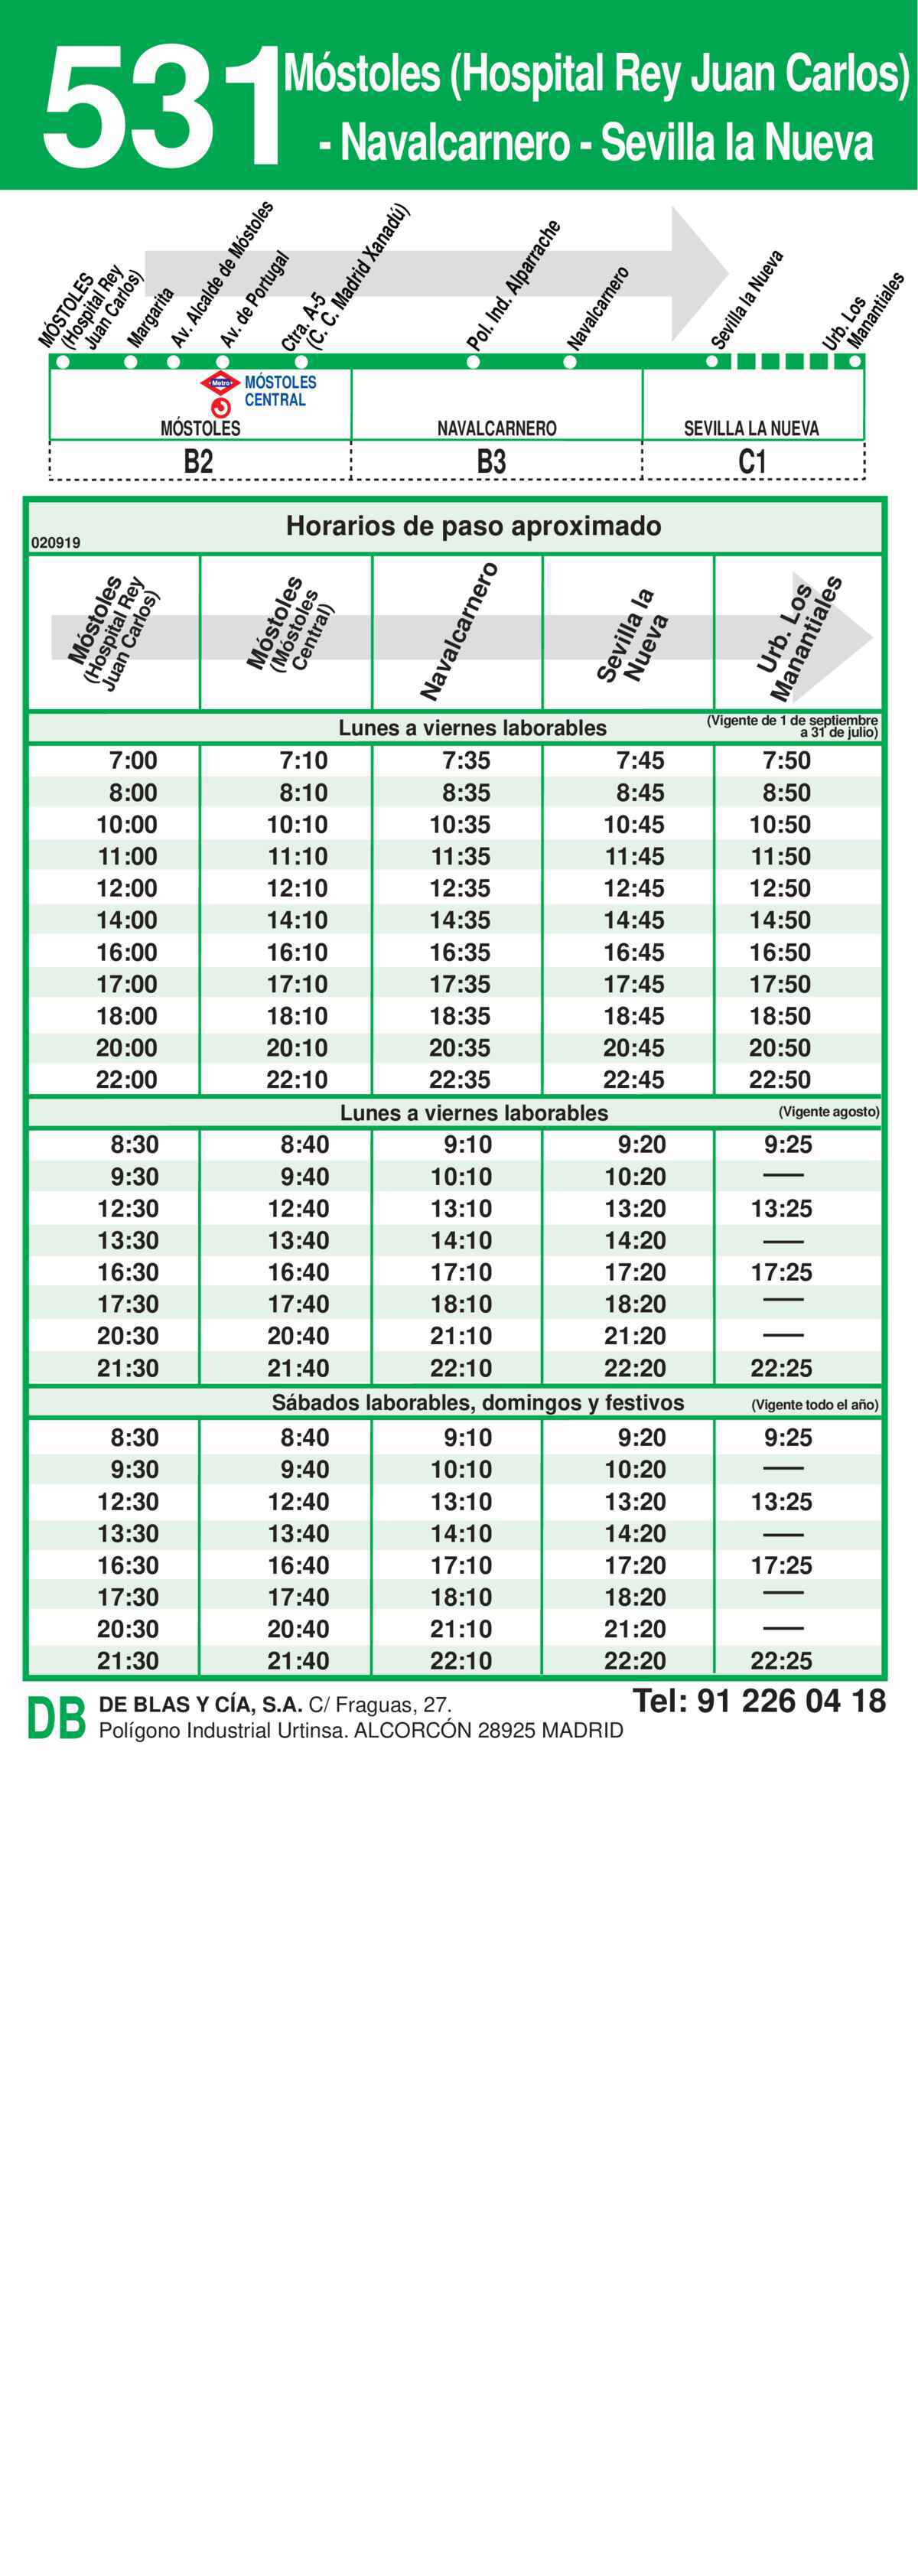 531
Móstoles (Hospital Rey Juan Carlos)
- Navalcarnero - Sevilla la Nueva
MÓSTOLES
(Hospital Rey
Juan Carlos)
Margarita
Av. Alcalde de Móstoles
Av. de Portugal
Ctra. A-5
(C. C. Madrid Xanadú)
Pol. Ind. Alparrache
Navalcarnero
Sevilla la Nueva
Urb. Los
Manantiales
Metro
MÓSTOLES
CENTRAL
MÓSTOLES NAVALCARNERO SEVILLA LA NUEVA
B2 B3 C1
Horarios de paso aproximado
020919
Móstoles
(Hospital Rey
Juan Carlos)
Móstoles
(Móstoles
Central)
Navalcarnero
Sevilla la
Nueva
Urb. Los
Manantiales
Lunes a viernes laborables
(Vigente de 1 de septiembre
a 31 de julio)
7:00 7:10 7:35 7:45 7:50
8:00 8:10 8:35 8:45 8:50
10:00 10:10 10:35 10:45 10:50
11:00 11:10 11:35 11:45 11:50
12:00 12:10 12:35 12:45 12:50
14:00 14:10 14:35 14:45 14:50
16:00 16:10 16:35 16:45 16:50
17:00 17:10 17:35 17:45 17:50
18:00 18:10 18:35 18:45 18:50
20:00 20:10 20:35 20:45 20:50
22:00 22:10 22:35 22:45 22:50
Lunes a viernes laborables (Vigente agosto)
8:30 8:40 9:10 9:20 9:25
9:30 9:40 10:10 10:20 —
12:30 12:40 13:10 13:20 13:25
13:30 13:40 14:10 14:20 —
16:30 16:40 17:10 17:20 17:25
17:30 17:40 18:10 18:20 —
20:30 20:40 21:10 21:20 —
21:30 21:40 22:10 22:20 22:25
Sábados laborables, domingos y festivos (Vigente todo el año)
8:30 8:40 9:10 9:20 9:25
9:30 9:40 10:10 10:20 —
12:30 12:40 13:10 13:20 13:25
13:30 13:40 14:10 14:20 —
16:30 16:40 17:10 17:20 17:25
17:30 17:40 18:10 18:20 —
20:30 20:40 21:10 21:20 —
21:30 21:40 22:10 22:20 22:25
DB DE BLAS Y CÍA, S.A. C/ Fraguas, 27. Tel: 91 226 04 18
Polígono Industrial Urtinsa. ALCORCÓN 28925 MADRID